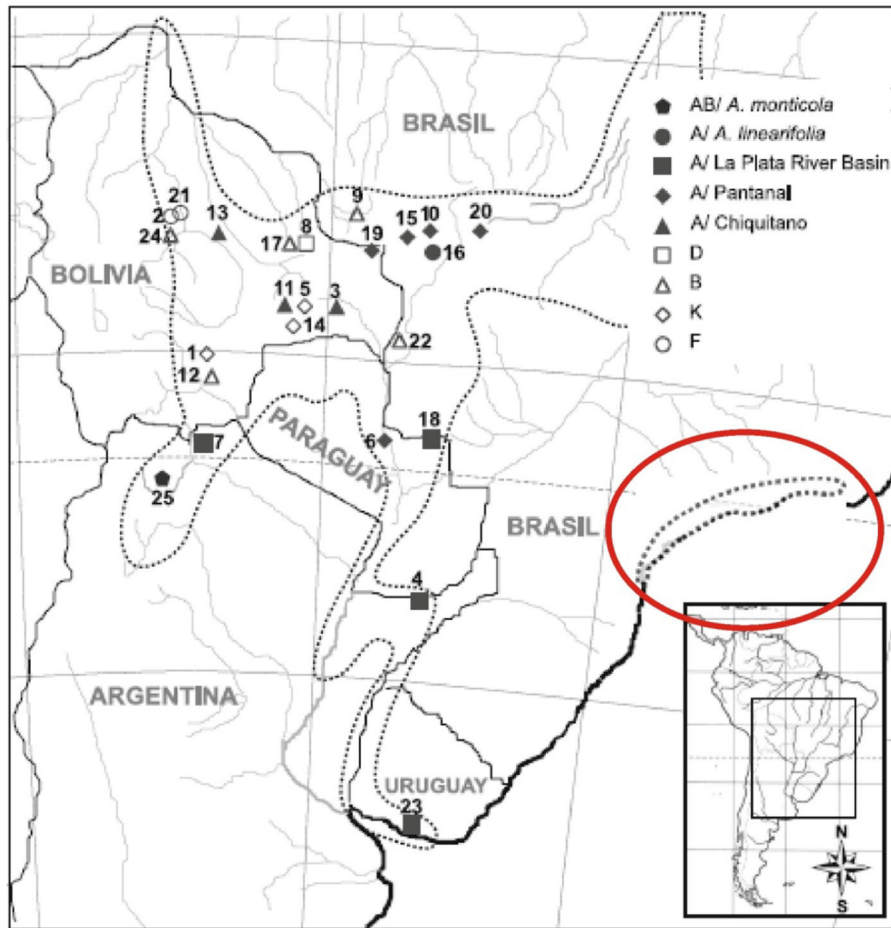 BRASIL
AB/ A. monticola
A/ A. linearifolia
A/ La Plata River Basin
A/ Pantanal
A/ Chiquitano
D
B
K
F
21
2
24
13
17
8
9
15
10
20
19
16
BOLIVIA
11
5
3
14
22
1
12
7
PARAGUAY
6
18
25
BRASIL
4
ARGENTINA
URUGUAY
23
N
S